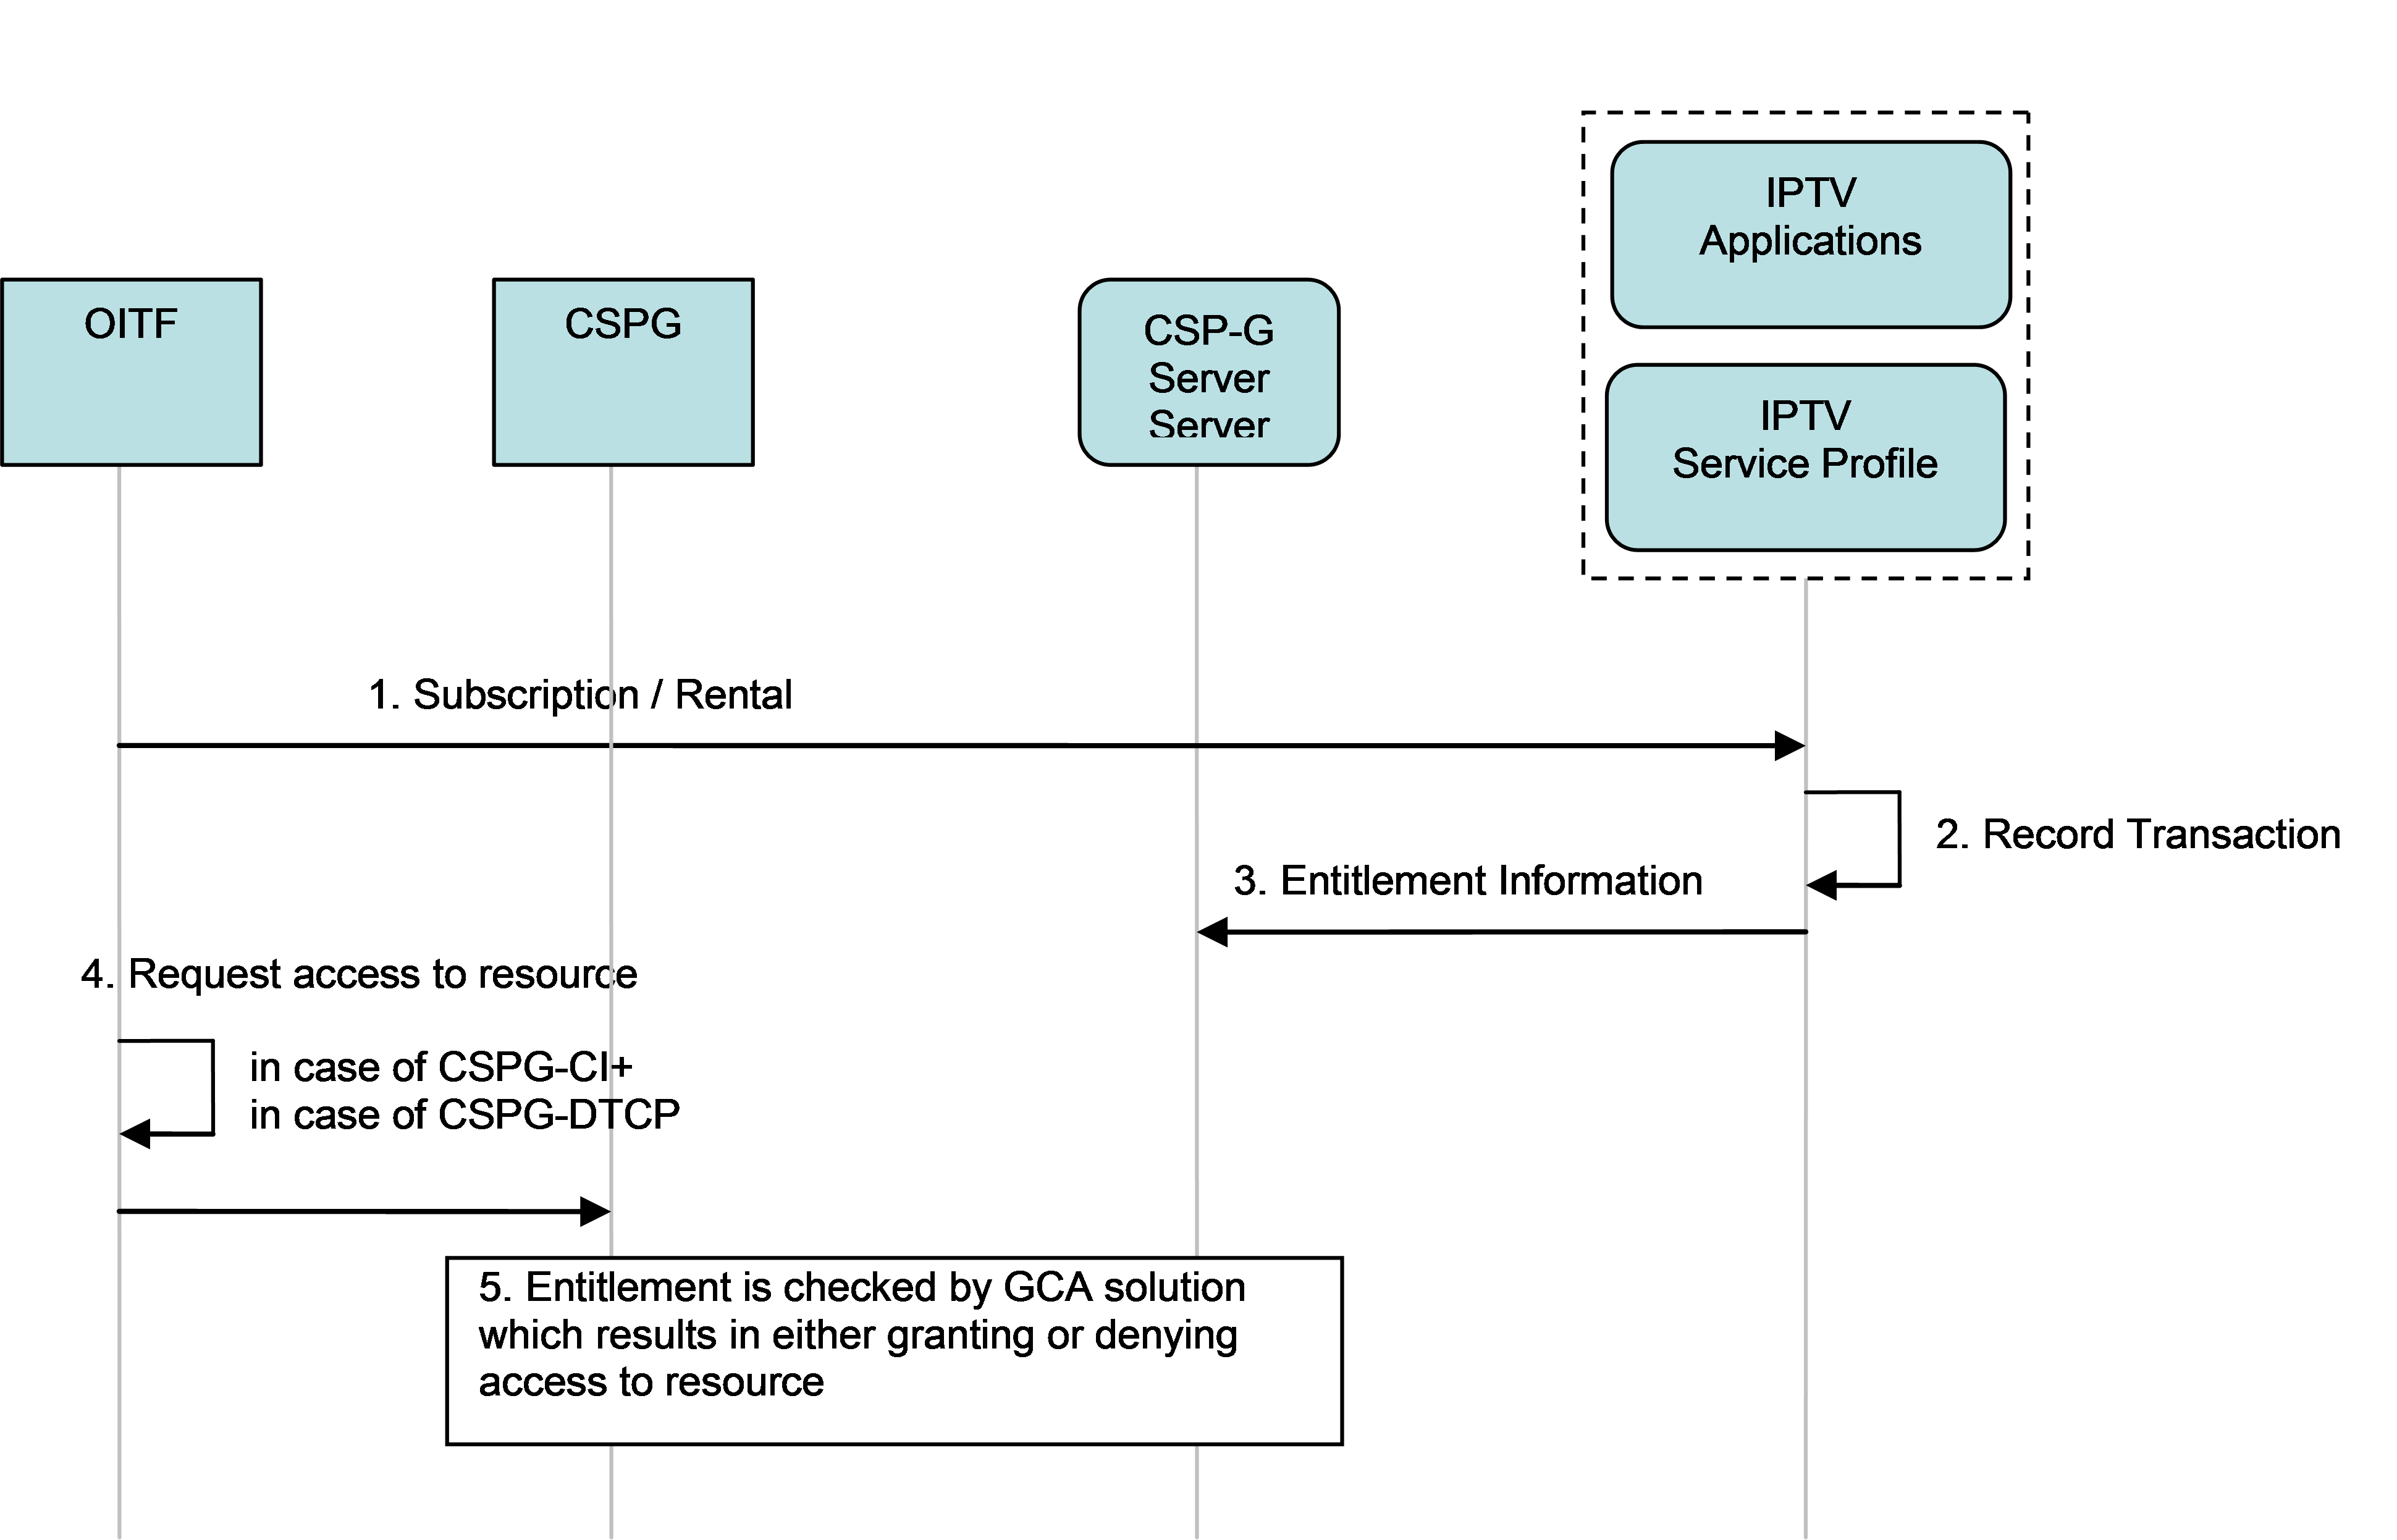 IPTV
Applications
OITF
CSPG
CSP-G
Server
Server
IPTV
Service Profile
1. Subscription / Rental
2. Record Transaction
3. Entitlement Information
4. Request access to resource
in case of CSPG-CI+
in case of CSPG-DTCP
5. Entitlement is checked by GCA solution
which results in either granting or denying
access to resource